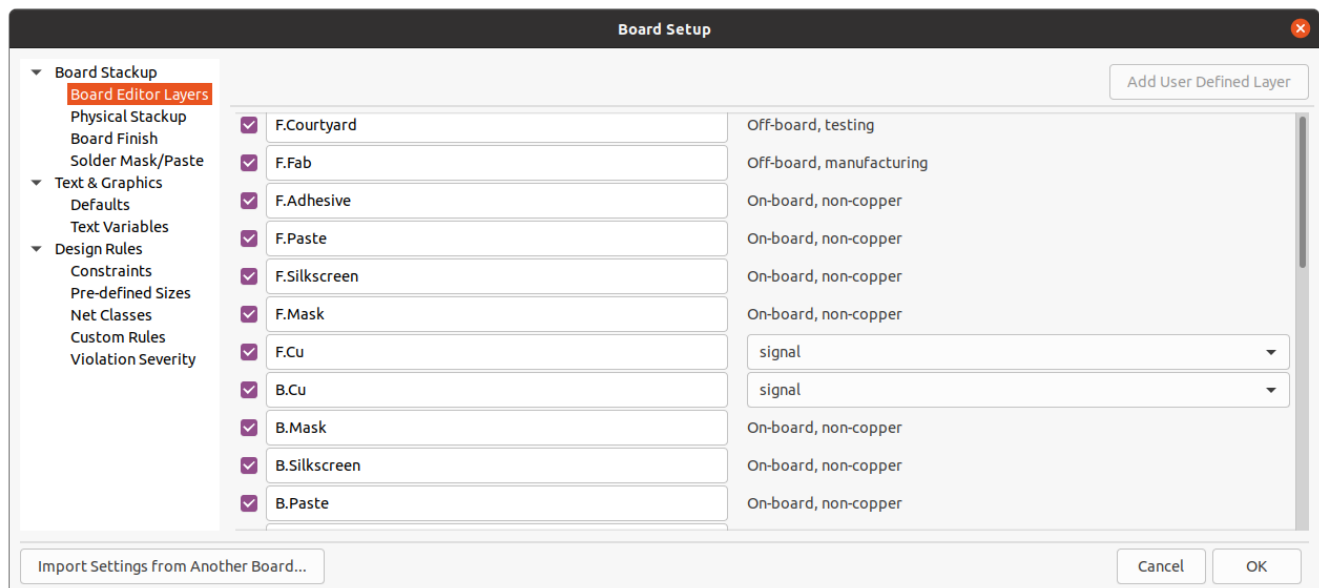 Board Setup
Board Stackup
Board Editor Layers
Physical Stackup
Board Finish
Solder Mask/Paste
Text & Graphics
Defaults
Text Variables
Design Rules
Constraints
Pre-defined Sizes
Net Classes
Custom Rules
Violation Severity
Add User Defined Layer
F.Courtyard Off-board, testing
F.Fab Off-board, manufacturing
F.Adhesive On-board, non-copper
F.Paste On-board, non-copper
F.Silkscreen On-board, non-copper
F.Mask On-board, non-copper
F.Cu signal
B.Cu signal
B.Mask On-board, non-copper
B.Silkscreen On-board, non-copper
B.Paste On-board, non-copper
Import Settings from Another Board...
Cancel OK